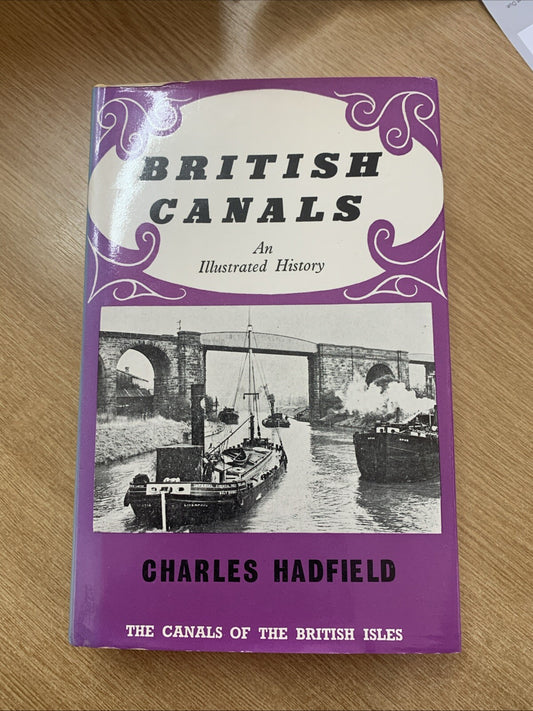 BRITISH
CANALS
An
Illustrated History
CHARLES HADFIELD
THE CANALS OF THE BRITISH ISLES